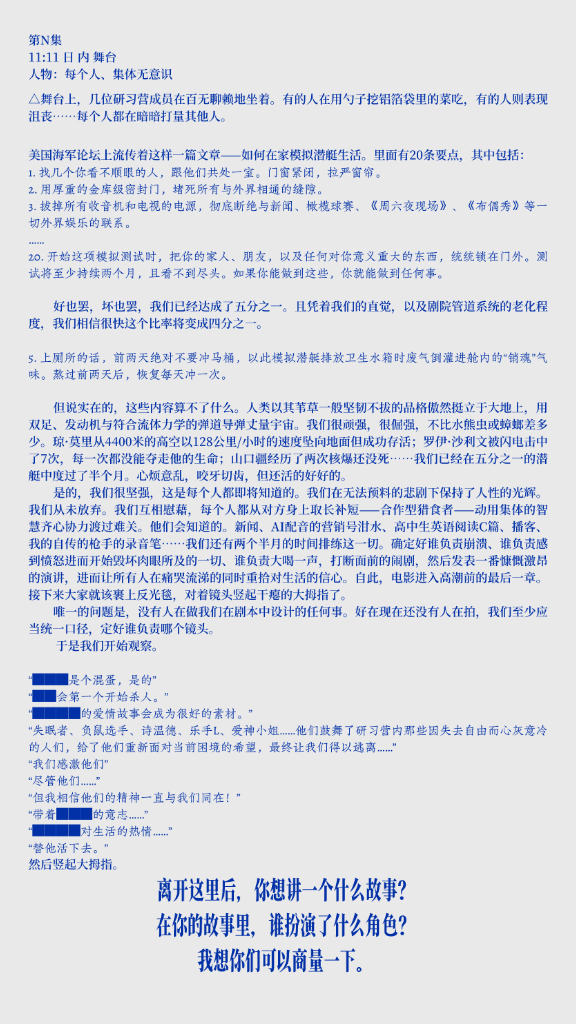 第N集
11:11 日 内 舞台
人物：每个人、集体无意识
△舞台上，几位研习营成员在百无聊赖地坐着。有的人在用勺子挖铝箔袋里的菜吃，有的人则表现
沮丧……每个人都在暗暗打量其他人。
美国海军论坛上流传着这样一篇文章——如何在家模拟潜艇生活。里面有20条要点，其中包括：
1. 找几个你看不顺眼的人，跟他们共处一室。门窗紧闭，拉严窗帘。
2. 用厚重的金库级密封门，堵死所有与外界相通的缝隙。
3. 拔掉所有收音机和电视的电源，彻底断绝与新闻、橄榄球赛、《周六夜现场》、《布偶秀》等一
切外界娱乐的联系。
……
20. 开始这项模拟测试时，把你的家人、朋友，以及任何对你意义重大的东西，统统锁在门外。测
试将至少持续两个月，且看不到尽头。如果你能做到这些，你就能做到任何事。
好也罢，坏也罢，我们已经达成了五分之一。且凭着我们的直觉，以及剧院管道系统的老化程
度，我们相信很快这个比率将变成四分之一。
5. 上厕所的话，前两天绝对不要冲马桶，以此模拟潜艇排放卫生水箱时废气倒灌进舱内的“销魂”气
味。熬过前两天后，恢复每天冲一次。
但说实在的，这些内容算不了什么。人类以其苇草一般坚韧不拔的品格傲然挺立于大地上，用
双足、发动机与符合流体力学的弹道导弹丈量宇宙。我们很顽强，很倔强，不比水熊虫或蟑螂差多
少。琼·莫里从4400米的高空以128公里/小时的速度坠向地面但成功存活；罗伊·沙利文被闪电击中
了7次，每一次都没能夺走他的生命；山口疆经历了两次核爆还没死……我们已经在五分之一的潜
艇中度过了半个月。心烦意乱，咬牙切齿，但还活的好好的。
是的，我们很坚强，这是每个人都即将知道的。我们在无法预料的悲剧下保持了人性的光辉。
我们从未放弃。我们互相慰藉，每个人都从对方身上取长补短——合作型猎食者——动用集体的智
慧齐心协力渡过难关。他们会知道的。新闻、AI配音的营销号泔水、高中生英语阅读C篇、播客、
我的自传的枪手的录音笔……我们还有两个半月的时间排练这一切。确定好谁负责崩溃、谁负责感
到愤怒进而开始毁坏肉眼所及的一切、谁负责大喝一声，打断面前的闹剧，然后发表一番慷慨激昂
的演讲，进而让所有人在痛哭流涕的同时重拾对生活的信心。自此，电影进入高潮前的最后一章。
接下来大家就该裹上反光毯，对着镜头竖起干瘪的大拇指了。
唯一的问题是，没有人在做我们在剧本中设计的任何事。好在现在还没有人在拍，我们至少应
当统一口径，定好谁负责哪个镜头。
于是我们开始观察。
“███是个混蛋，是的”
“██会第一个开始杀人。”
“████的爱情故事会成为很好的素材。”
“失眠者、负鼠选手、诗温德、乐手L、爱神小姐……他们鼓舞了研习营内那些因失去自由而心灰意冷
的人们，给了他们重新面对当前困境的希望，最终让我们得以逃离……”
“我们感激他们”
“尽管他们……”
“但我相信他们的精神一直与我们同在！”
“带着███的意志……”
“████对生活的热情……”
“替他活下去。”
然后竖起大拇指。
离开这里后，你想讲一个什么故事？
在你的故事里，谁扮演了什么角色？
我想你们可以商量一下。